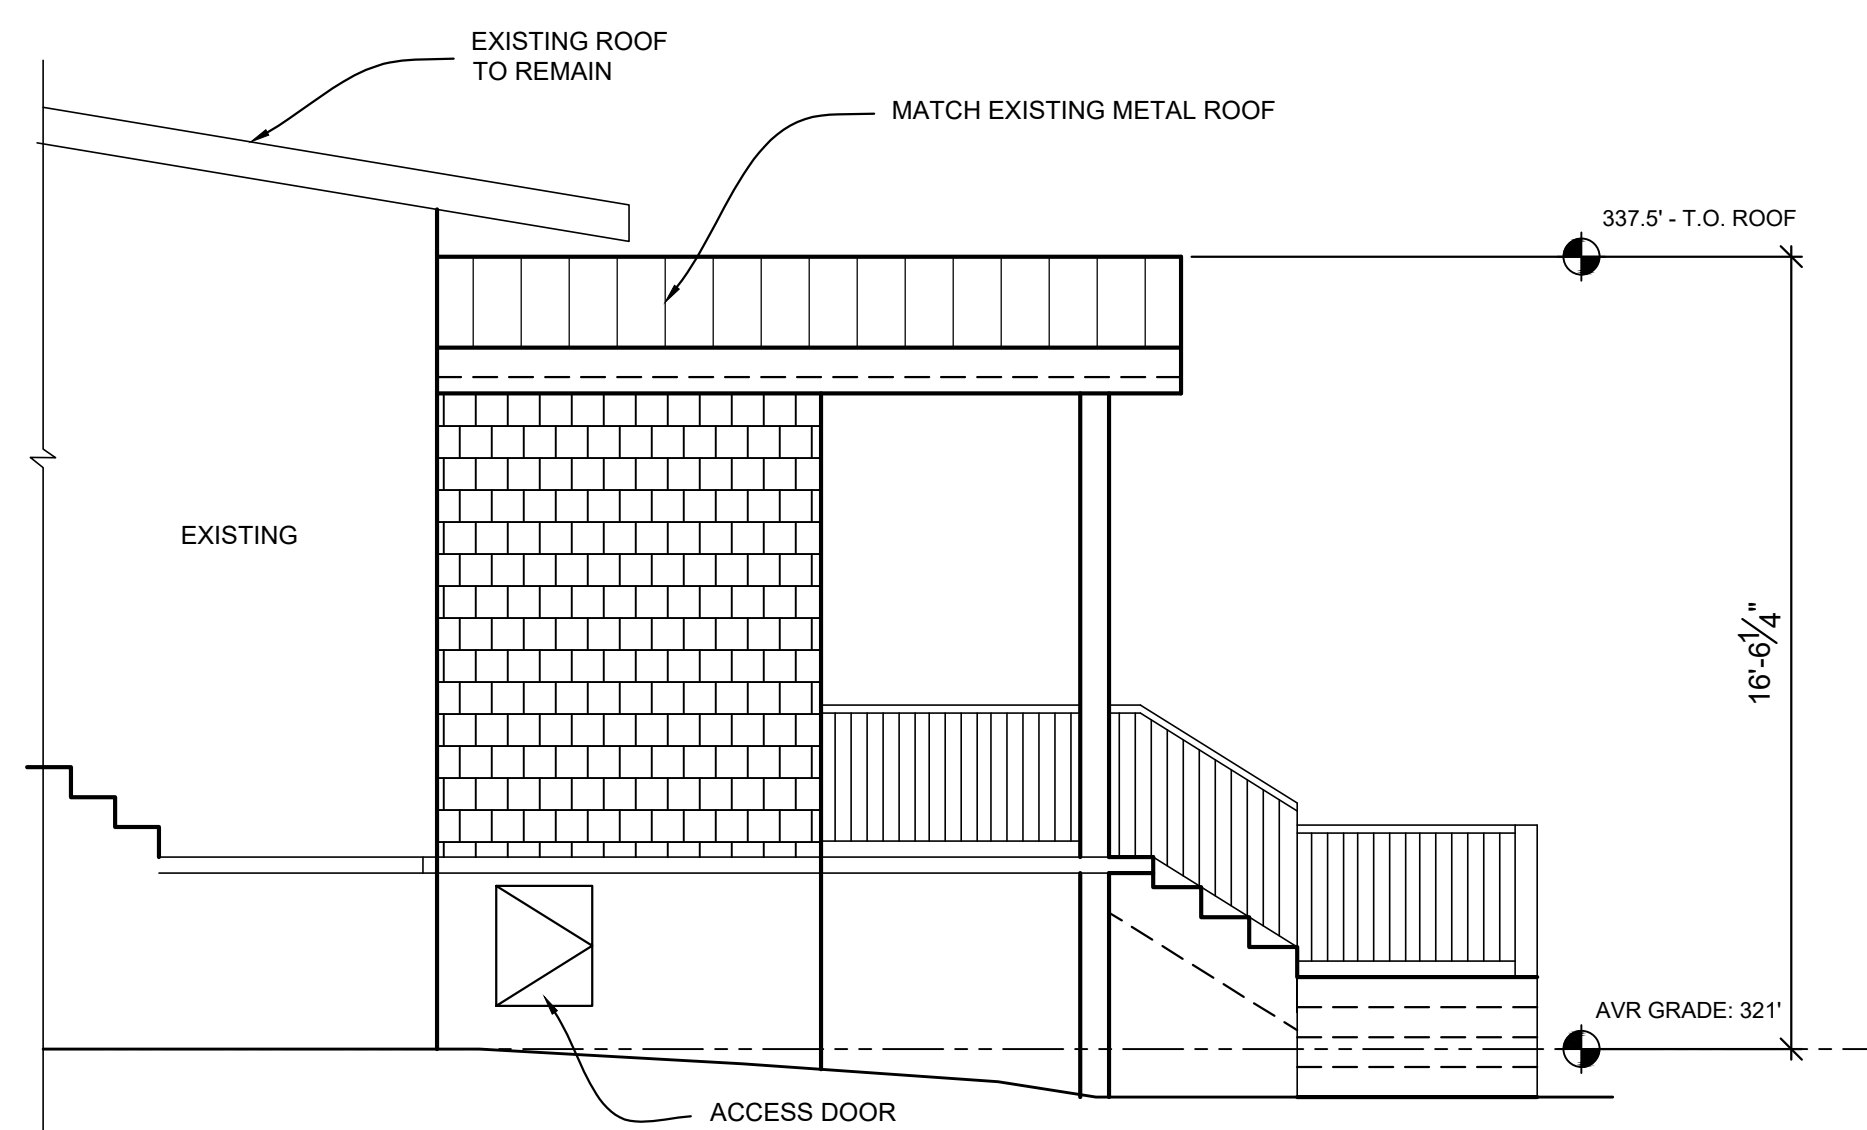 EXISTING ROOF
TO REMAIN
MATCH EXISTING METAL ROOF
337.5' - T.O. ROOF
EXISTING
16'-6 1/4"
AVR GRADE: 321'
ACCESS DOOR